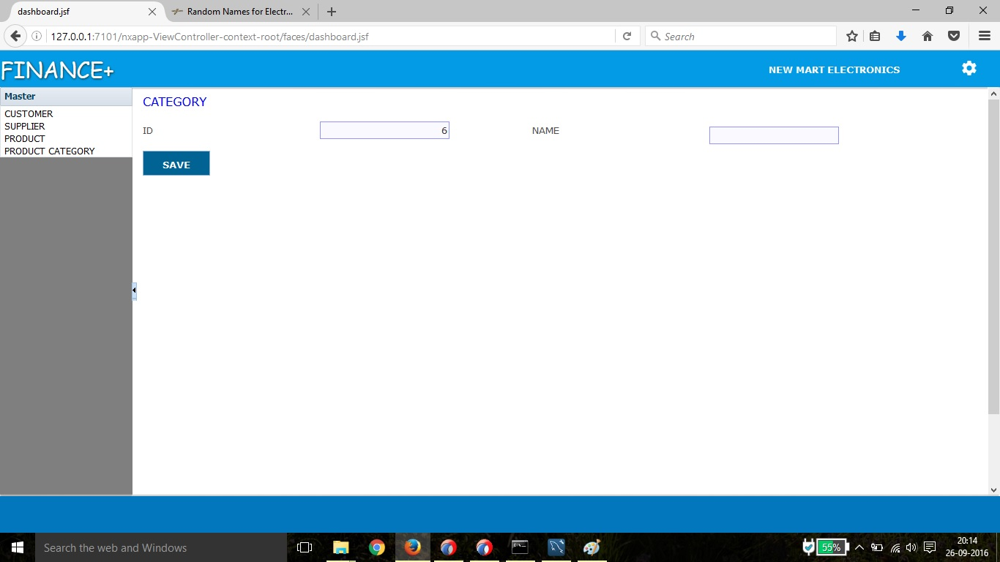 dashboard.jsf
Random Names for Electr...
127.0.0.1:7101/nxapp-ViewController-context-root/faces/dashboard.jsf
Search
FINANCE+
NEW MART ELECTRONICS
Master
CUSTOMER
SUPPLIER
PRODUCT
PRODUCT CATEGORY
CATEGORY
ID
6
NAME
SAVE
Search the web and Windows
55%
20:14
26-09-2016